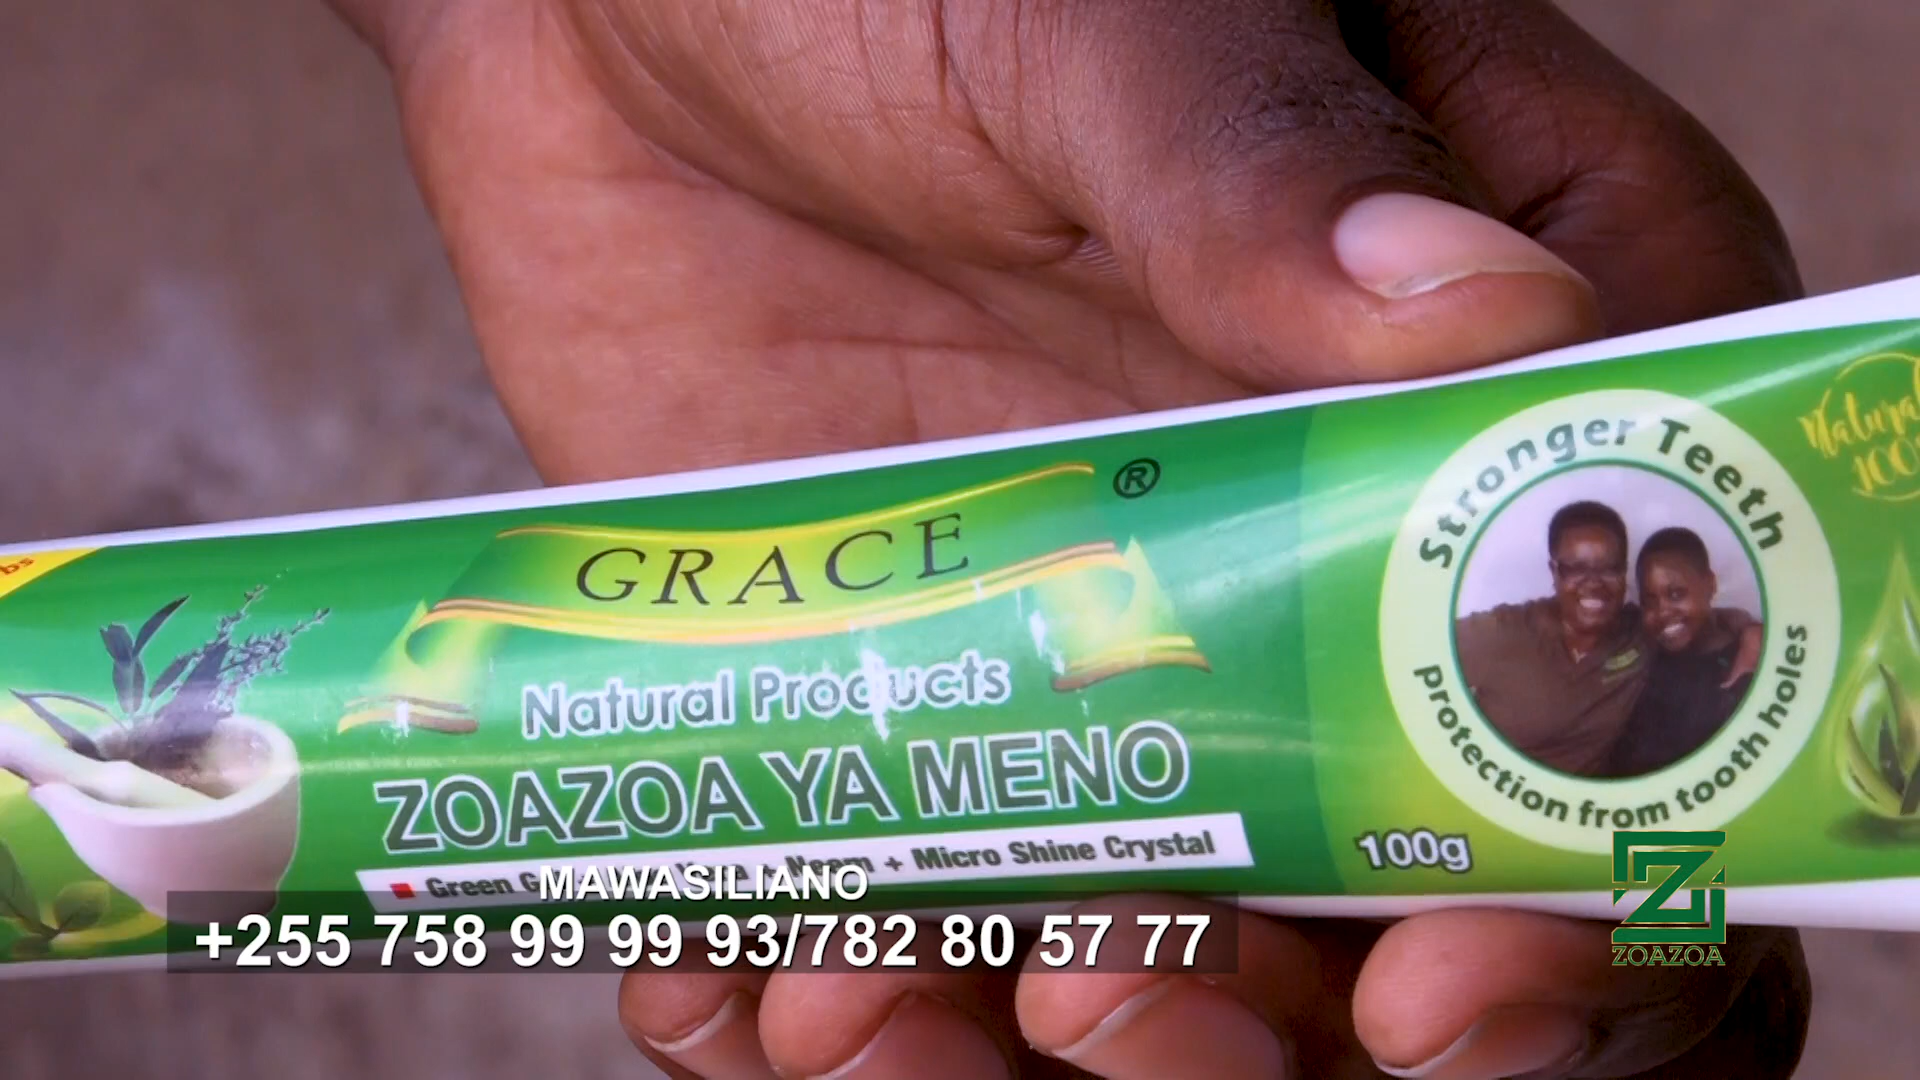 GRACE ®
Natural Products
ZOAZOA YA MENO
Green + Neem + Micro Shine Crystal
100g
Stronger Teeth
protection from tooth holes
Natural
MAWASILIANO
+255 758 99 99 93/782 80 57 77
Z
ZOAZOA